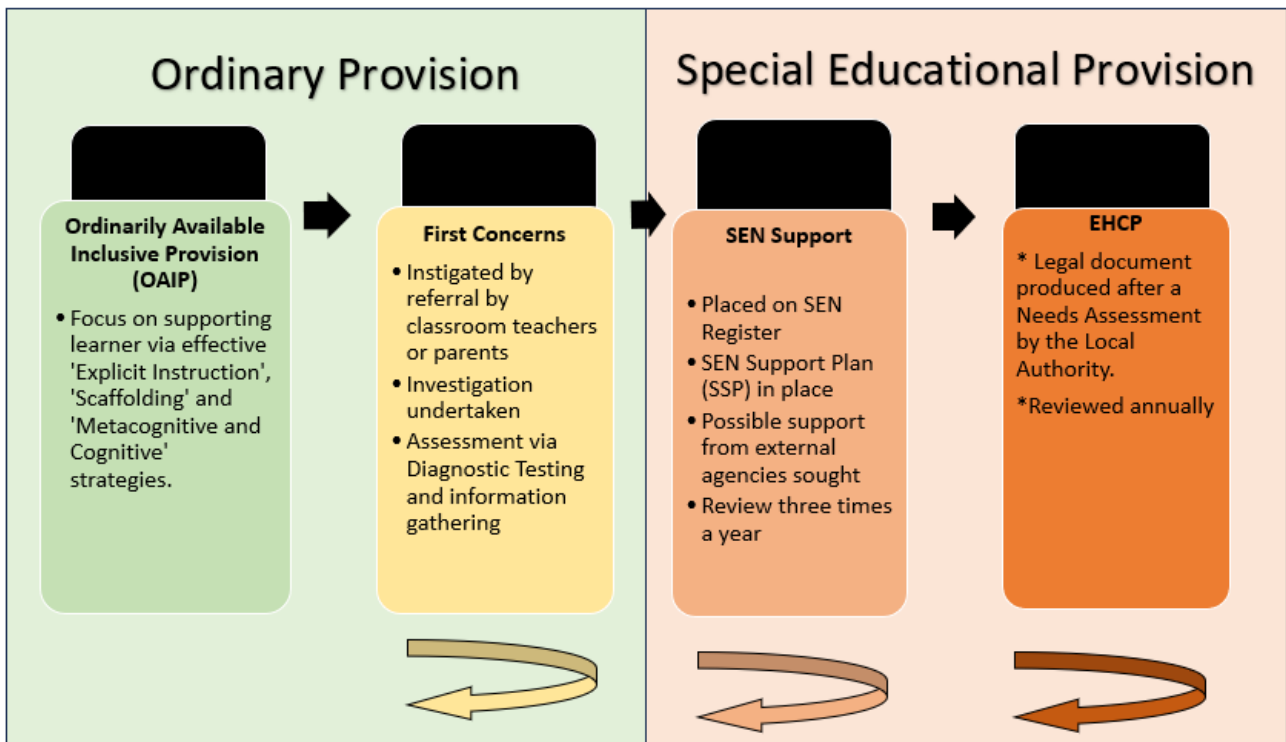 Ordinary Provision
Special Educational Provision
Ordinarily Available
Inclusive Provision
(OAIP)
• Focus on supporting
learner via effective
'Explicit Instruction',
'Scaffolding' and
'Metacognitive and
Cognitive'
strategies.
First Concerns
• Instigated by
referral by
classroom teachers
or parents
• Investigation
undertaken
• Assessment via
Diagnostic Testing
and information
gathering
SEN Support
• Placed on SEN
Register
• SEN Support Plan
(SSP) in place
• Possible support
from external
agencies sought
• Review three times
a year
EHCP
* Legal document
produced after a
Needs Assessment
by the Local
Authority.
*Reviewed annually